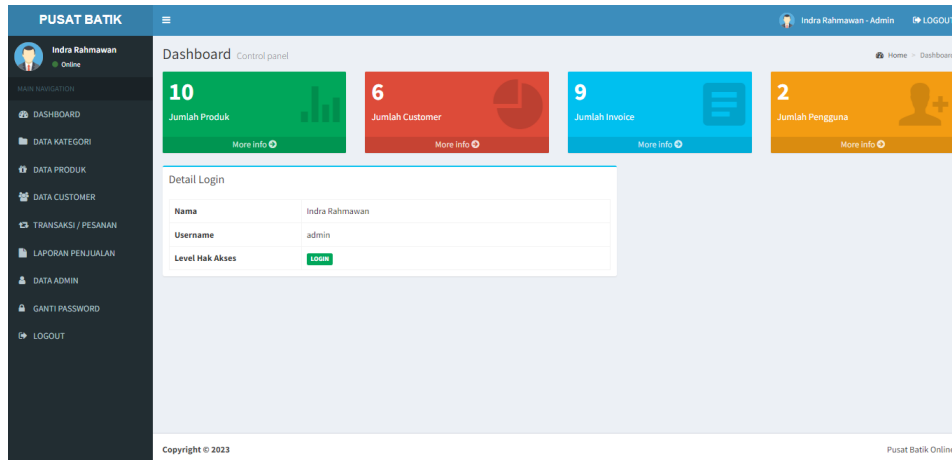 PUSAT BATIK
Indra Rahmawan - Admin LOGOUT
Indra Rahmawan
Online
MAIN NAVIGATION
DASHBOARD
DATA KATEGORI
DATA PRODUK
DATA CUSTOMER
TRANSAKSI / PESANAN
LAPORAN PENJUALAN
DATA ADMIN
GANTI PASSWORD
LOGOUT
Dashboard Control panel
Home > Dashboard
10
Jumlah Produk
More info
6
Jumlah Customer
More info
9
Jumlah Invoice
More info
2
Jumlah Pengguna
More info
Detail Login
Nama Indra Rahmawan
Username admin
Level Hak Akses LOGIN
Copyright © 2023
Pusat Batik Online